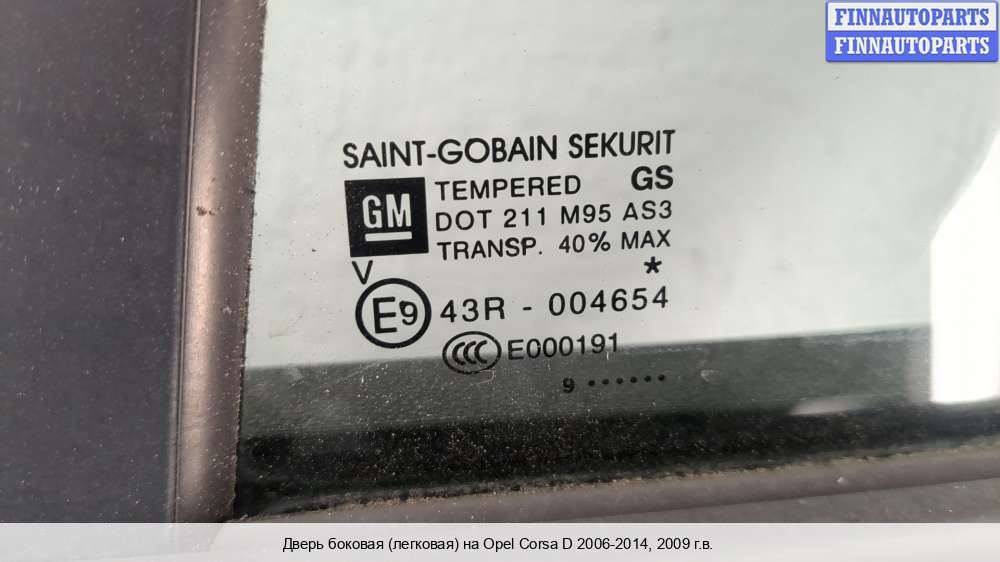 FINNAUTOPARTS
FINNAUTOPARTS
SAINT-GOBAIN SEKURIT
GM
TEMPERED GS
DOT 211 M95 AS3
TRANSP. 40% MAX
V *
E9 43R - 004654
CCC E000191
9 ••••••
Дверь боковая (легковая) на Opel Corsa D 2006-2014, 2009 г.в.